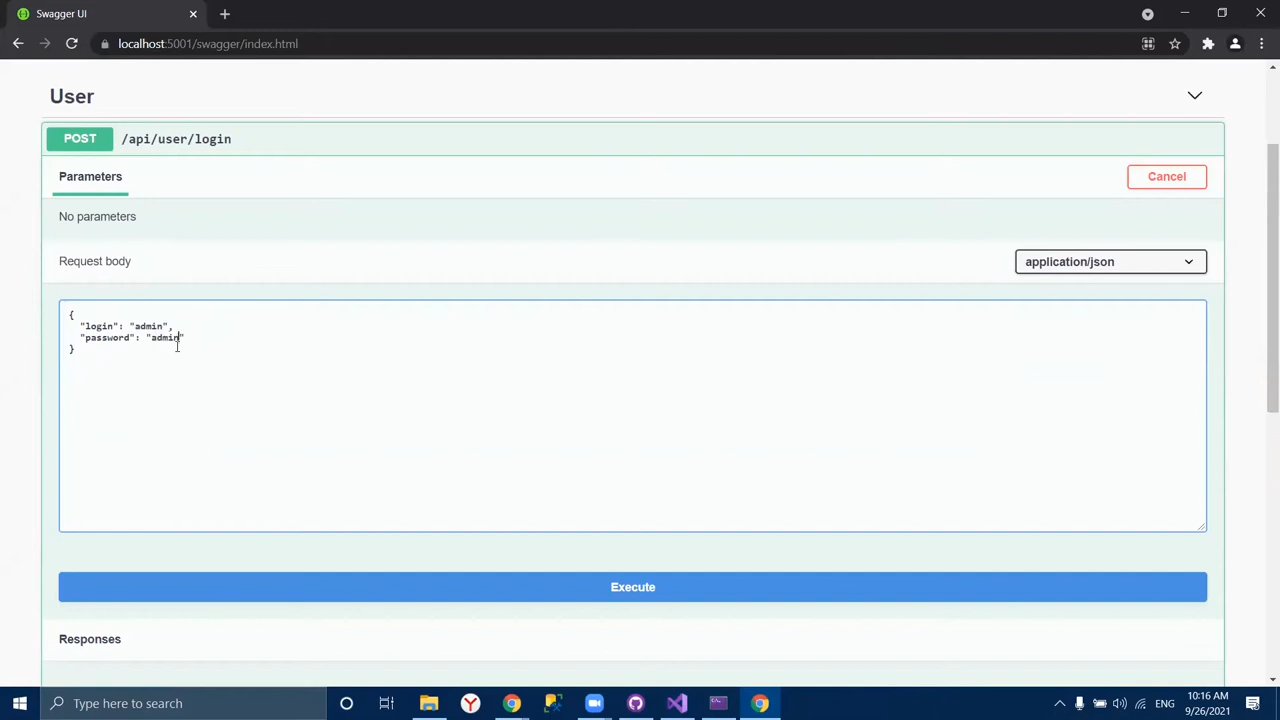 Swagger UI
localhost:5001/swagger/index.html
User
POST /api/user/login
Parameters
Cancel
No parameters
Request body
application/json
{
"login": "admin",
"password": "admin"
}
Execute
Responses
Type here to search
ENG
10:16 AM
9/26/2021